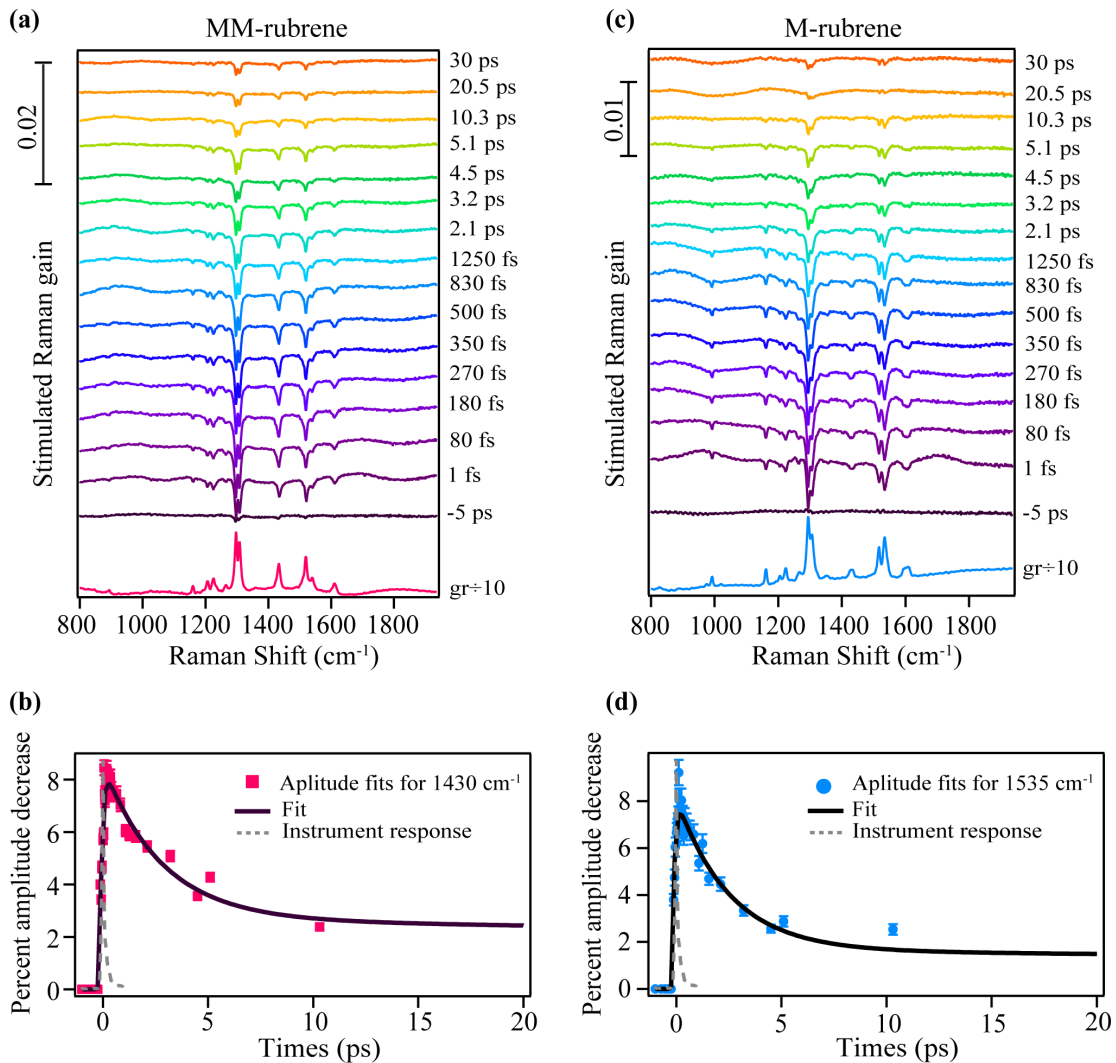 (a)
MM-rubrene
30 ps
20.5 ps
10.3 ps
5.1 ps
4.5 ps
3.2 ps
2.1 ps
1250 fs
830 fs
500 fs
350 fs
270 fs
180 fs
80 fs
1 fs
-5 ps
gr÷10
0.02
Stimulated Raman gain
800 1000 1200 1400 1600 1800
Raman Shift (cm-1)
(c)
M-rubrene
30 ps
20.5 ps
10.3 ps
5.1 ps
4.5 ps
3.2 ps
2.1 ps
1250 fs
830 fs
500 fs
350 fs
270 fs
180 fs
80 fs
1 fs
-5 ps
gr÷10
0.01
Stimulated Raman gain
800 1000 1200 1400 1600 1800
Raman Shift (cm-1)
(b)
Percent amplitude decrease
8
6
4
2
0
Aplitude fits for 1430 cm-1
Fit
Instrument response
0 5 10 15 20
Times (ps)
(d)
Percent amplitude decrease
8
6
4
2
0
Aplitude fits for 1535 cm-1
Fit
Instrument response
0 5 10 15 20
Times (ps)